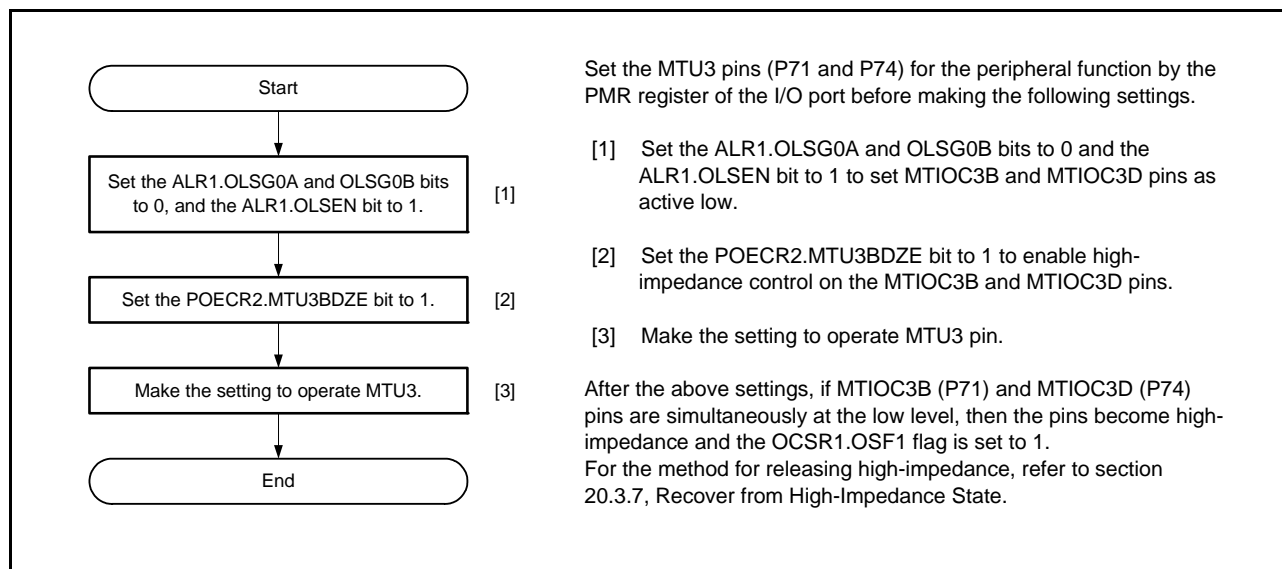 Start
Set the ALR1.OLSG0A and OLSG0B bits
to 0, and the ALR1.OLSEN bit to 1.
[1]
Set the POECR2.MTU3BDZE bit to 1.
[2]
Make the setting to operate MTU3.
[3]
End
Set the MTU3 pins (P71 and P74) for the peripheral function by the
PMR register of the I/O port before making the following settings.
[1] Set the ALR1.OLSG0A and OLSG0B bits to 0 and the
ALR1.OLSEN bit to 1 to set MTIOC3B and MTIOC3D pins as
active low.
[2] Set the POECR2.MTU3BDZE bit to 1 to enable high-
impedance control on the MTIOC3B and MTIOC3D pins.
[3] Make the setting to operate MTU3 pin.
After the above settings, if MTIOC3B (P71) and MTIOC3D (P74)
pins are simultaneously at the low level, then the pins become high-
impedance and the OCSR1.OSF1 flag is set to 1.
For the method for releasing high-impedance, refer to section
20.3.7, Recover from High-Impedance State.